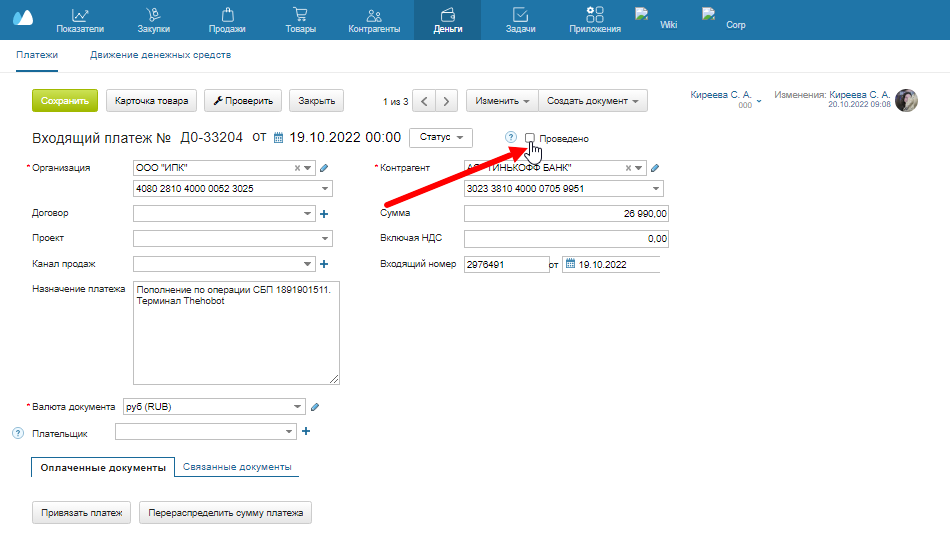 Показатели
Закупки
Продажи
Товары
Контрагенты
Деньги
Задачи
Приложения
Wiki
Corp
Платежи
Движение денежных средств
Сохранить
Карточка товара
Проверить
Закрыть
1 из 3
Изменить
Создать документ
Киреева С. А.
000
Изменения: Киреева С. А.
20.10.2022 09:08
Входящий платеж № Д0-33204 от 19.10.2022 00:00
Статус
? Проведено
* Организация
ООО "ИПК"
* Контрагент
ТИНЬКОФФ БАНК"
4080 2810 4000 0052 3025
3023 3810 4000 0705 9951
Договор
Сумма
26 990,00
Проект
Включая НДС
0,00
Канал продаж
Входящий номер
2976491
от
19.10.2022
Назначение платежа
Пополнение по операции СБП 1891901511.
Терминал Thehobot
* Валюта документа
руб (RUB)
? Плательщик
Оплаченные документы
Связанные документы
Привязать платеж
Перераспределить сумму платежа